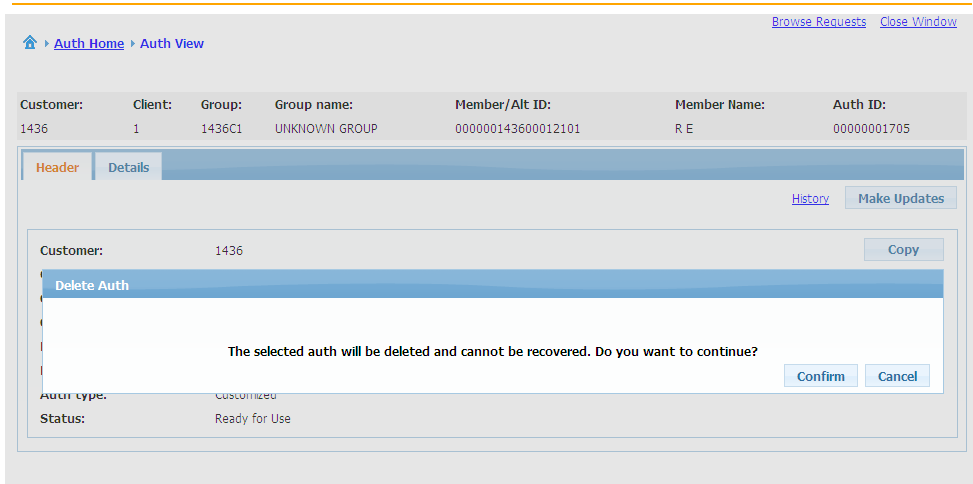 Browse Requests Close Window
Auth Home Auth View
Customer: Client: Group: Group name: Member/Alt ID: Member Name: Auth ID:
1436 1 1436C1 UNKNOWN GROUP 000000143600012101 R E 00000001705
Header Details
History Make Updates
Customer: 1436 Copy
Delete Auth
The selected auth will be deleted and cannot be recovered. Do you want to continue?
Confirm Cancel
Auth type: Customized
Status: Ready for Use